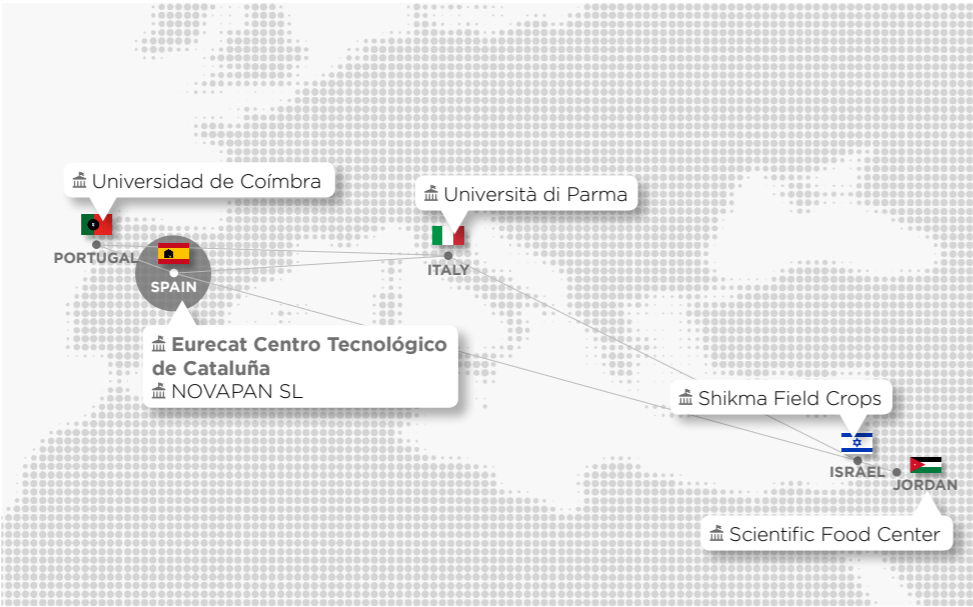 Universidad de Coímbra
Università di Parma
PORTUGAL
ITALY
SPAIN
Eurecat Centro Tecnológico
de Cataluña
NOVAPAN SL
Shikma Field Crops
ISRAEL
JORDAN
Scientific Food Center